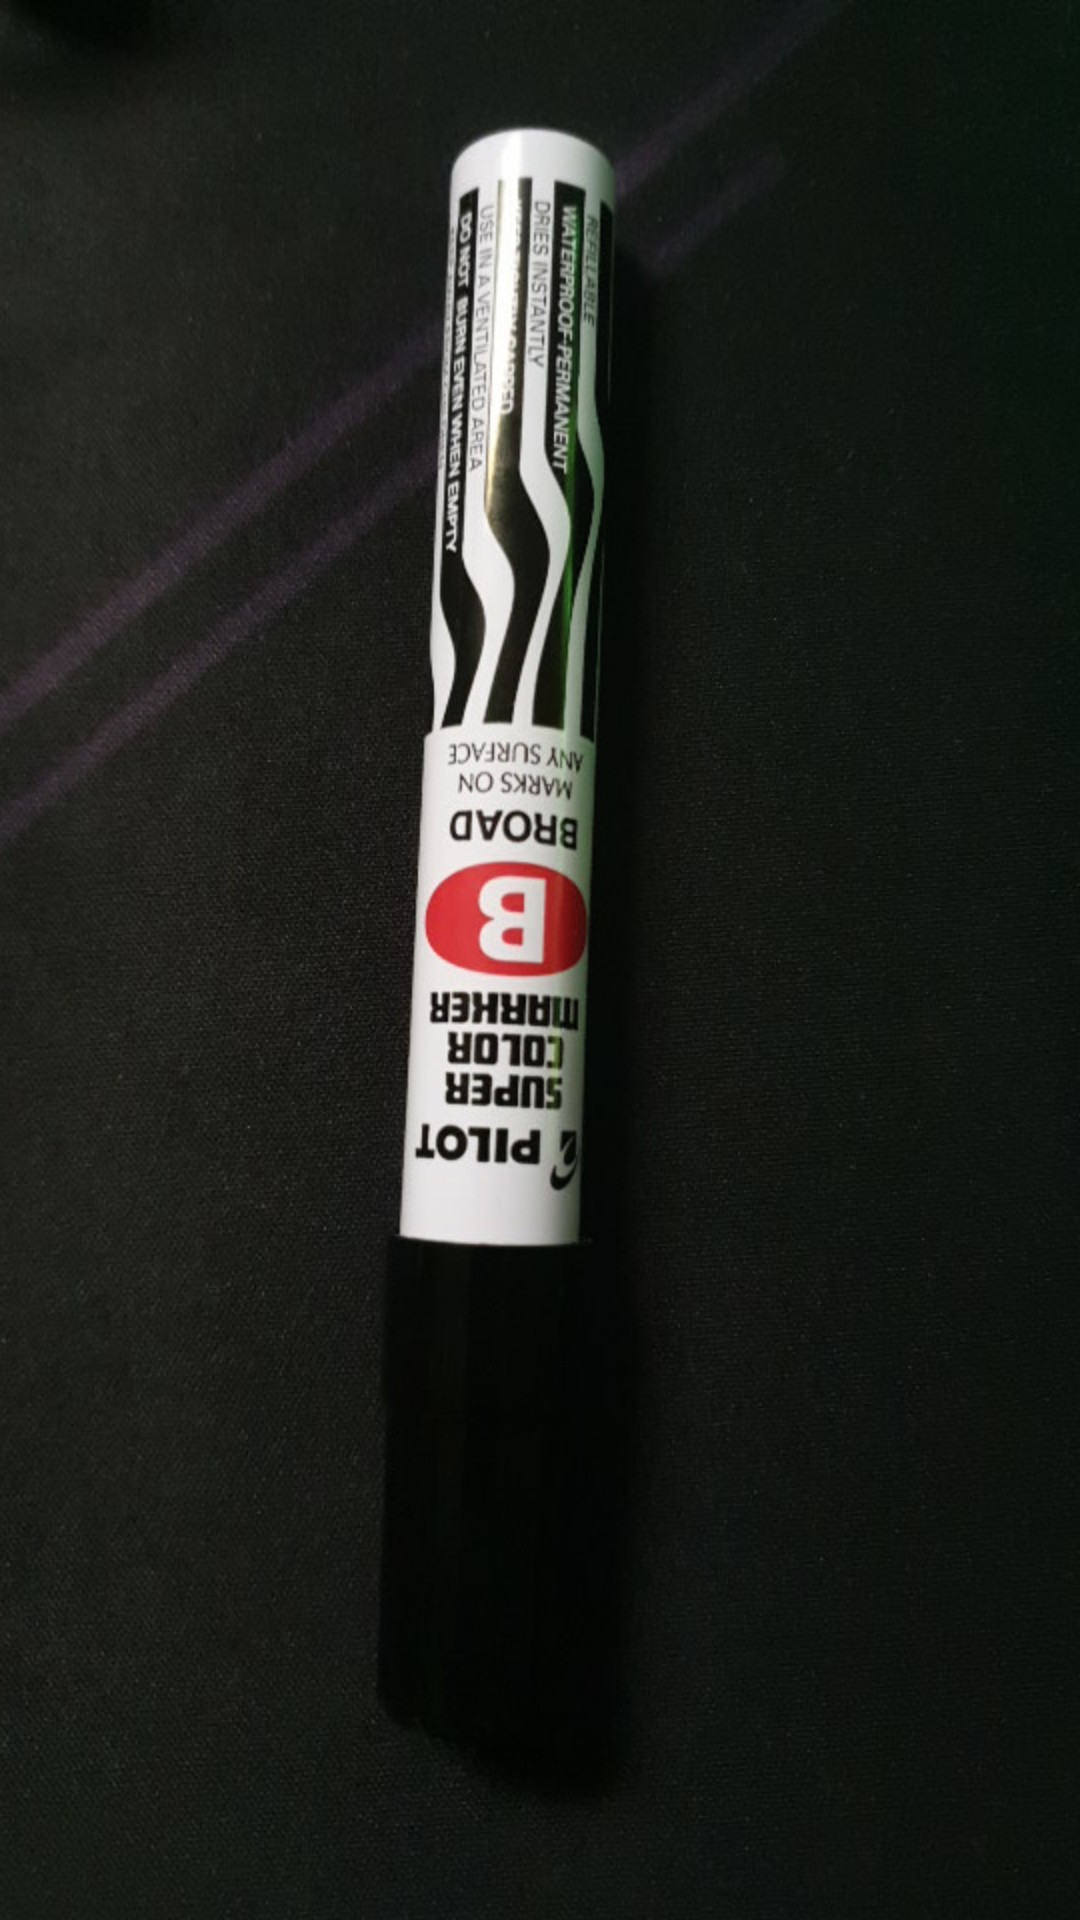 PILOT
SUPER
COLOR
MARKER
B
BROAD
MARKS ON
ANY SURFACE
REFILLABLE
WATERPROOF-PERMANENT
DRIES INSTANTLY
CAPPED
USE IN A VENTILATED AREA
DO NOT BURN EVEN WHEN EMPTY